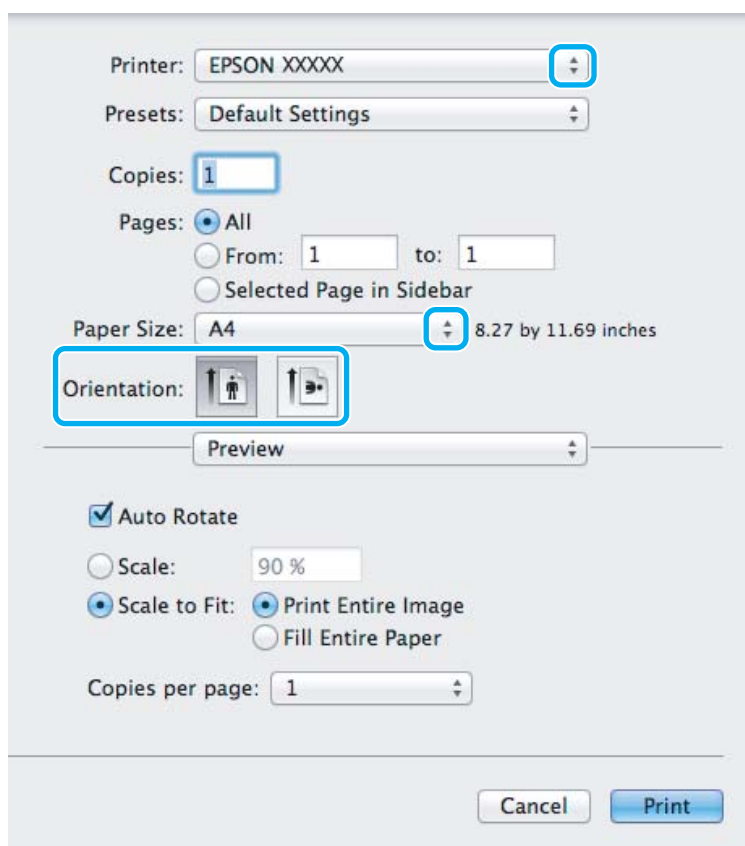 Printer: EPSON XXXXX
Presets: Default Settings
Copies: 1
Pages: All
From: 1 to: 1
Selected Page in Sidebar
Paper Size: A4 8.27 by 11.69 inches
Orientation:
Preview
Auto Rotate
Scale: 90 %
Scale to Fit: Print Entire Image
Fill Entire Paper
Copies per page: 1
Cancel Print